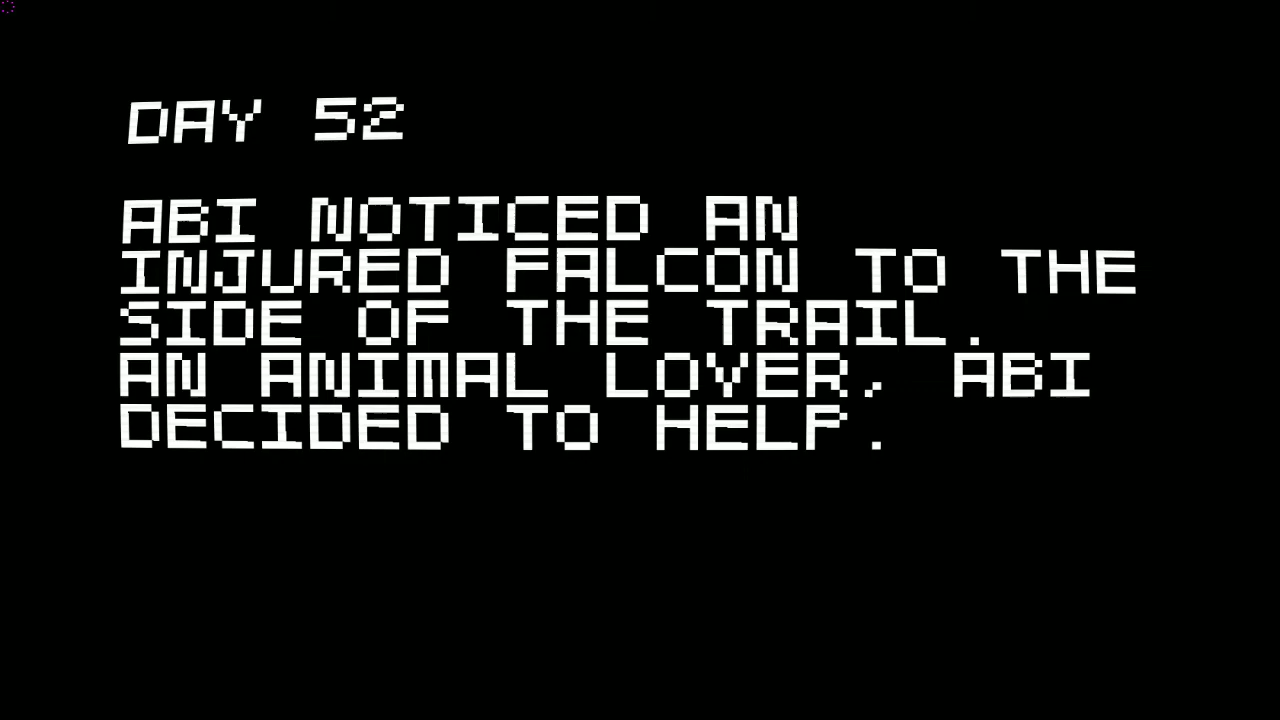 DAY 52
ABI NOTICED AN
INJURED FALCON TO THE
SIDE OF THE TRAIL.
AN ANIMAL LOVER, ABI
DECIDED TO HELP.